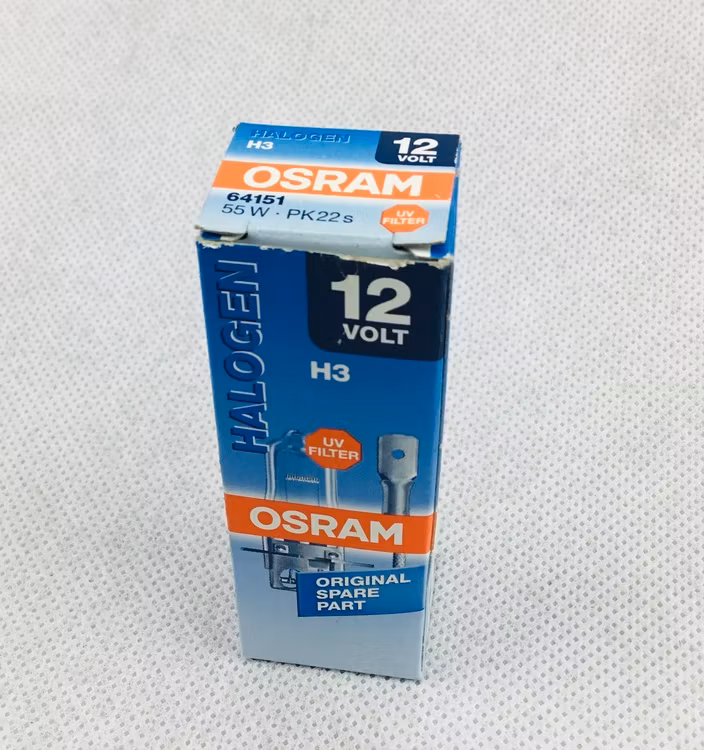 HALOGEN
H3
12
VOLT
OSRAM
64151
55 W · PK22s
UV
FILTER
HALOGEN
12
VOLT
H3
UV
FILTER
OSRAM
ORIGINAL
SPARE
PART